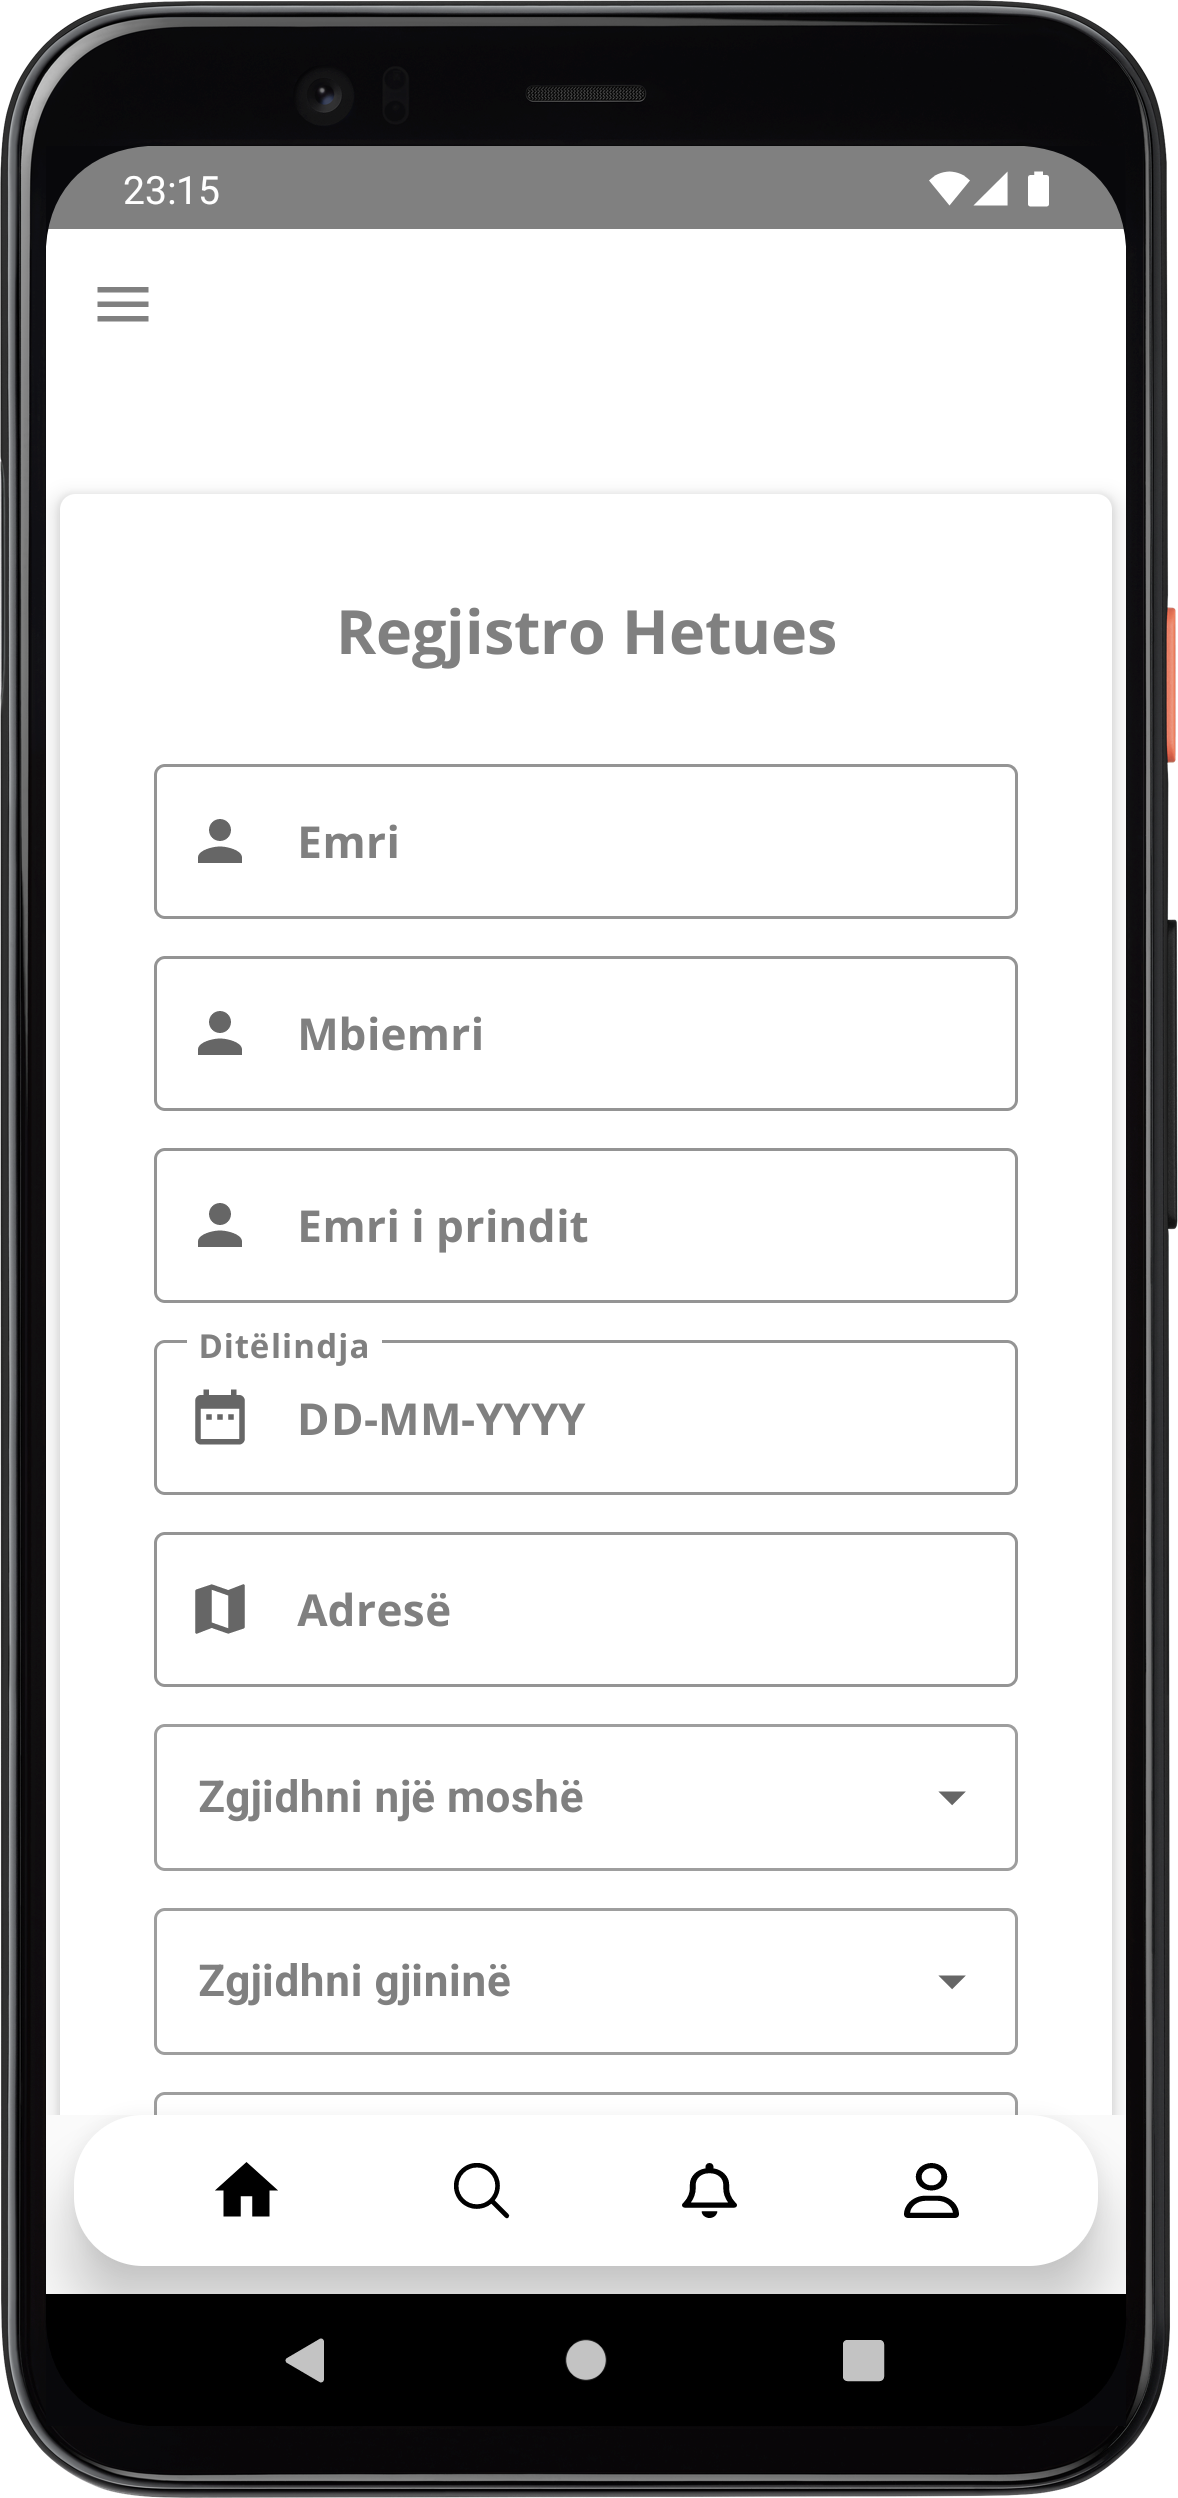 23:15
Regjistro Hetues
Emri
Mbiemri
Emri i prindit
Ditëlindja
DD-MM-YYYY
Adresë
Zgjidhni një moshë
Zgjidhni gjininë